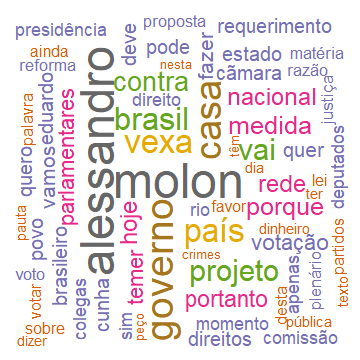 presidência
proposta
requerimento
ainda
deve
pode
fazer
estado
matéria
reforma
nesta
câmara
razão
contra
palavra
eduardo
direito
justiça
brasil
casa
nacional
parlamentares
alessandro
vexa
medida
deputados
quero
vamos
têm
vai
quer
molon
dia
rede
lei
ter
pauta
povo
brasileiro
hoje
governo
rio
favor
porque
país
dinheiro
votação
partidos
voto
votar
cunha
temer
crimes
projeto
apenas
plenário
texto
colegas
sim
peço
portanto
desta
pública
sobre
momento
dizer
direitos
comissão